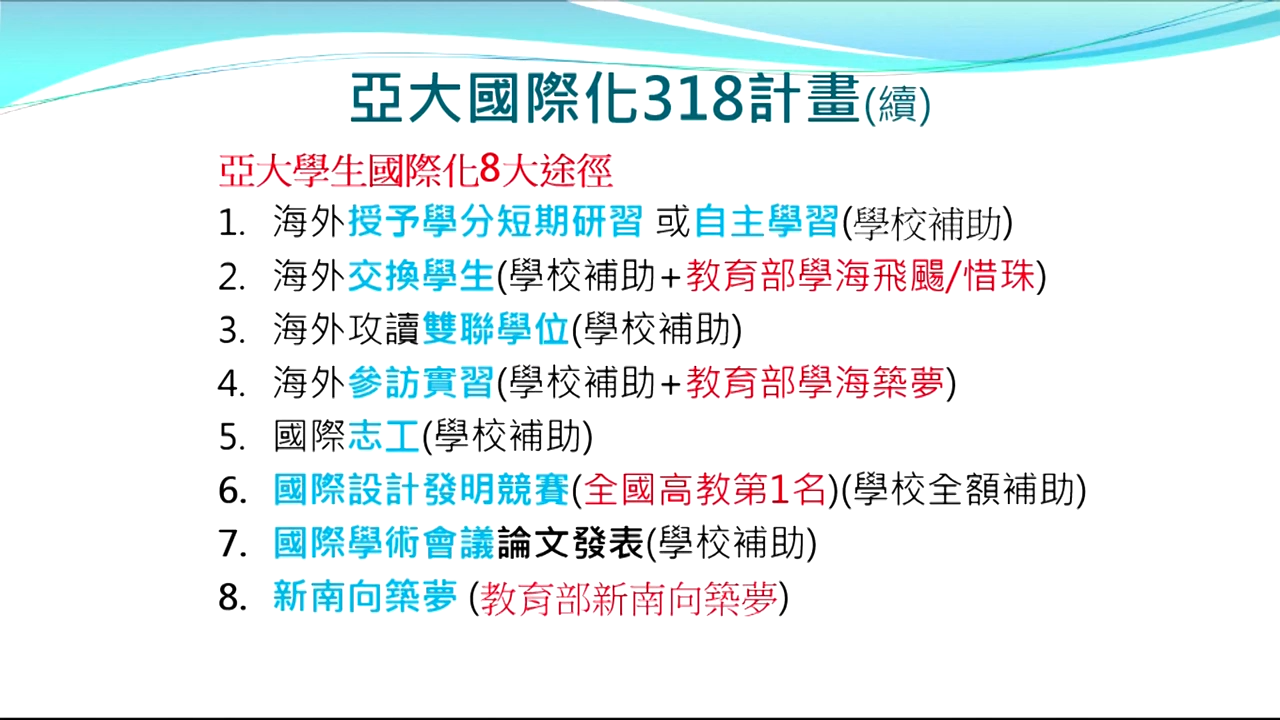 亞大國際化318計畫(續)
亞大學生國際化8大途徑
1. 海外授予學分短期研習 或自主學習(學校補助)
2. 海外交換學生(學校補助+教育部學海飛颺/惜珠)
3. 海外攻讀雙聯學位(學校補助)
4. 海外參訪實習(學校補助+教育部學海築夢)
5. 國際志工(學校補助)
6. 國際設計發明競賽(全國高教第1名)(學校全額補助)
7. 國際學術會議論文發表(學校補助)
8. 新南向築夢 (教育部新南向築夢)